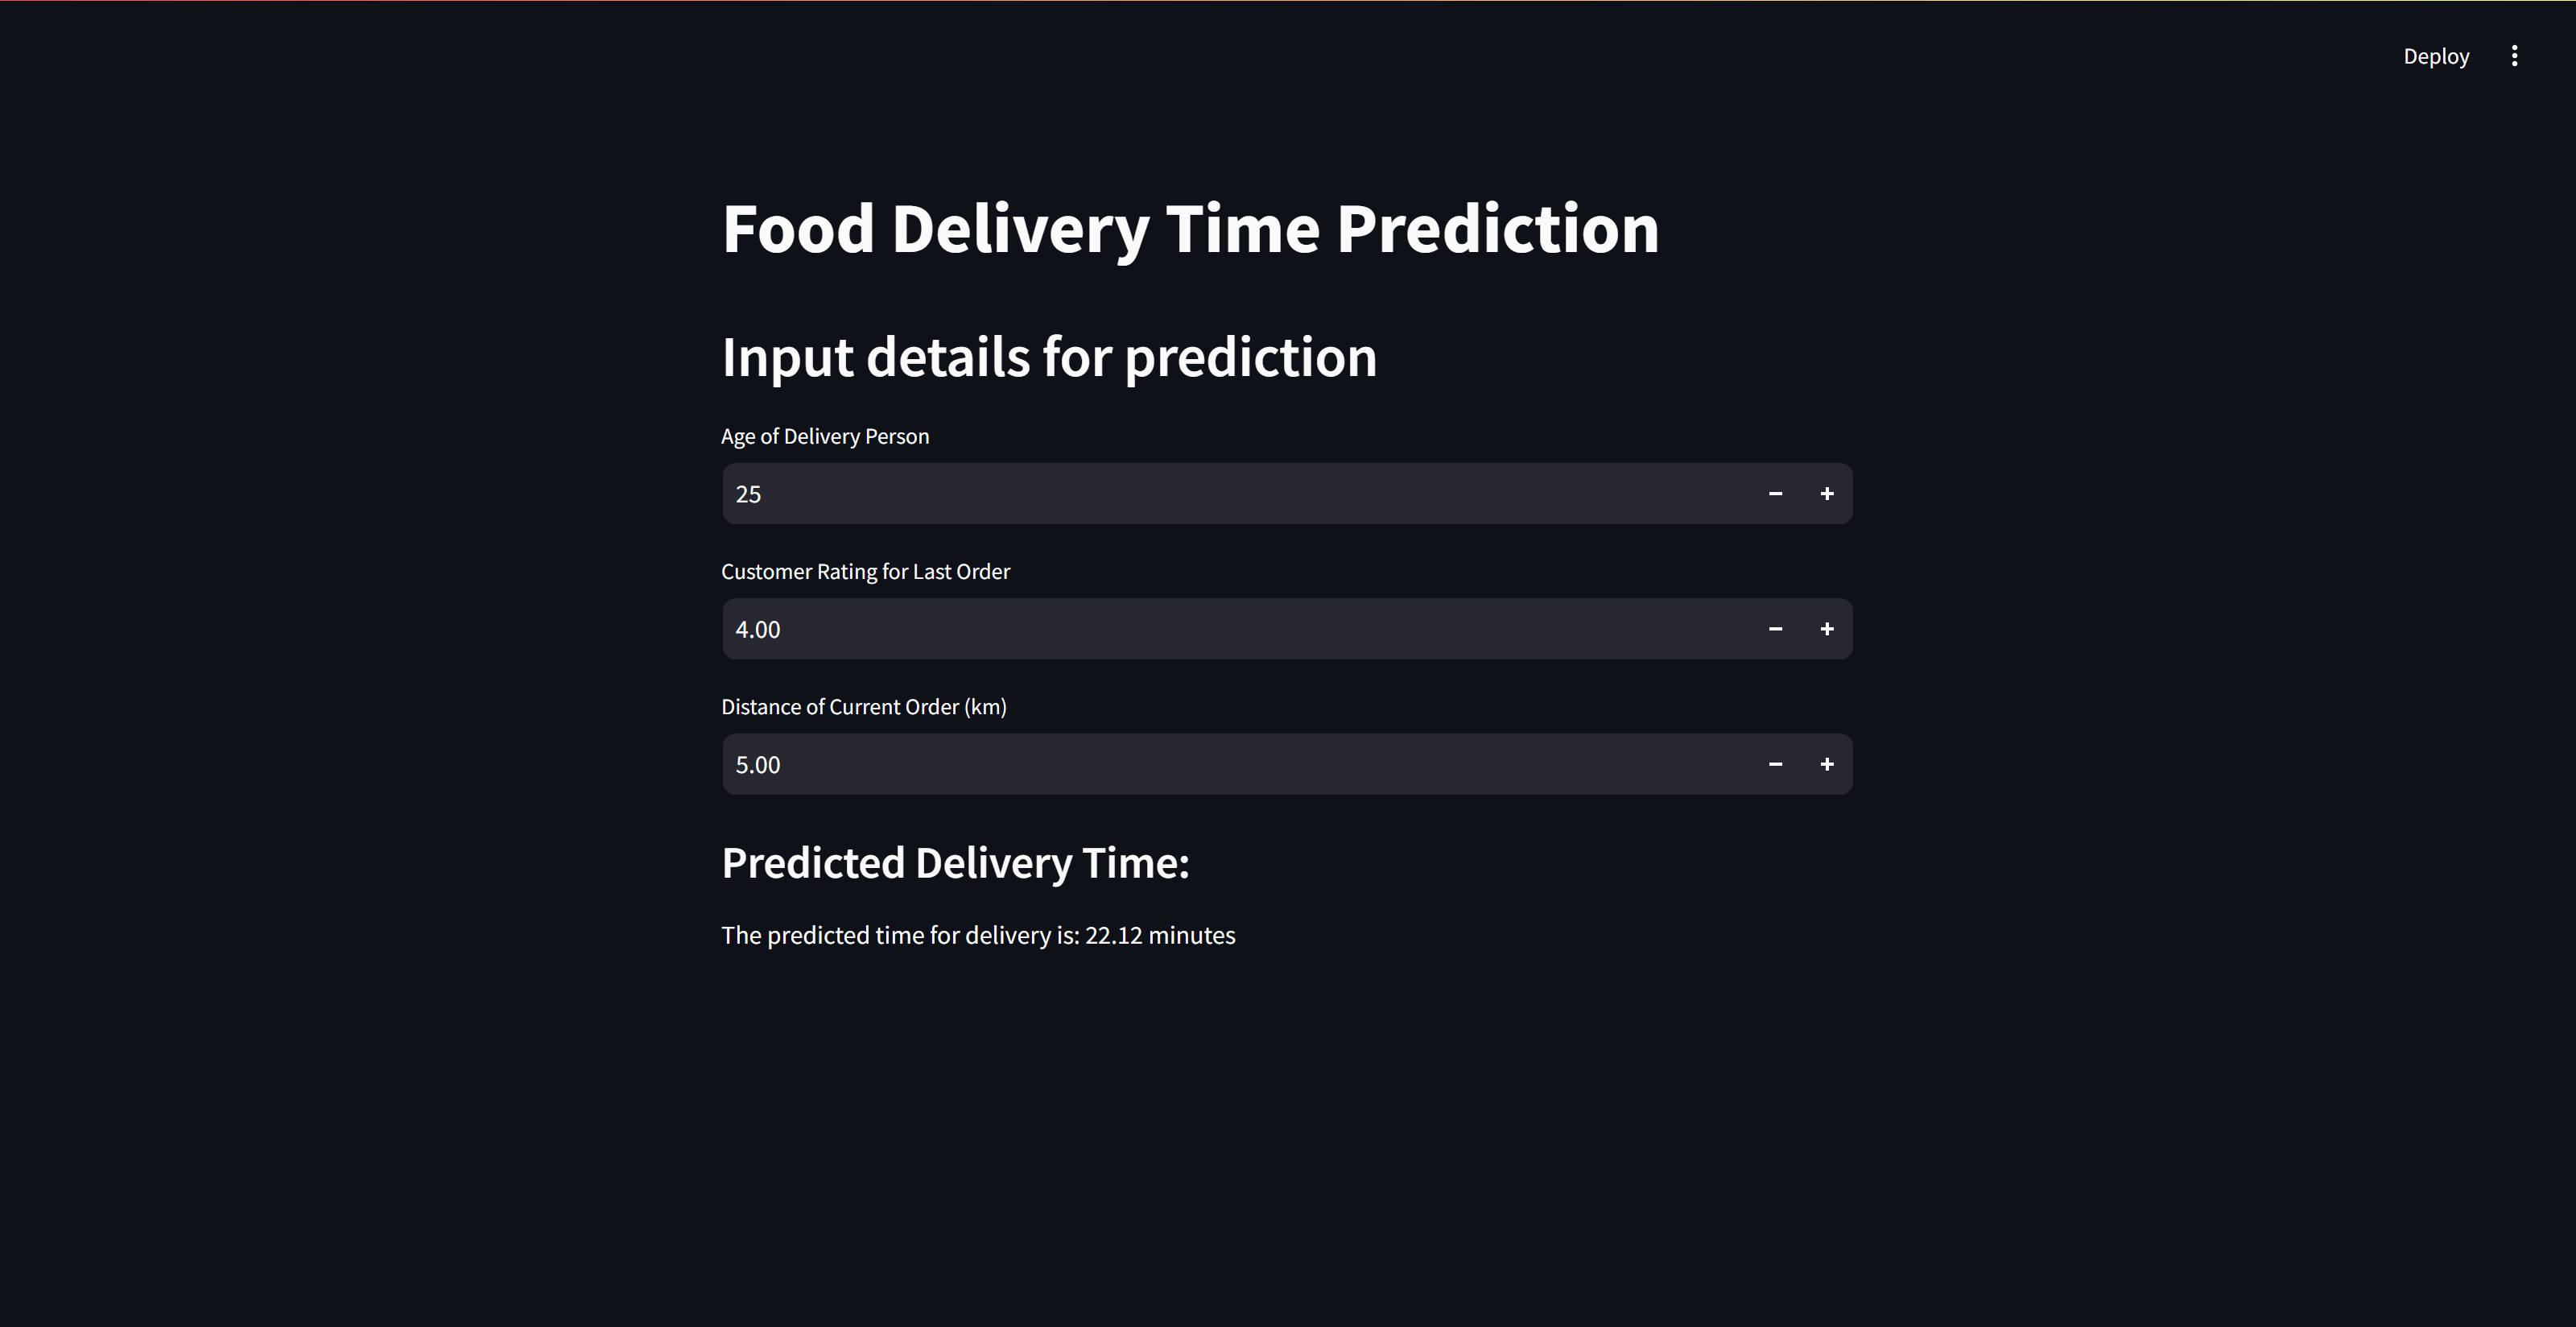 Deploy
Food Delivery Time Prediction
Input details for prediction
Age of Delivery Person
25
Customer Rating for Last Order
4.00
Distance of Current Order (km)
5.00
Predicted Delivery Time:
The predicted time for delivery is: 22.12 minutes